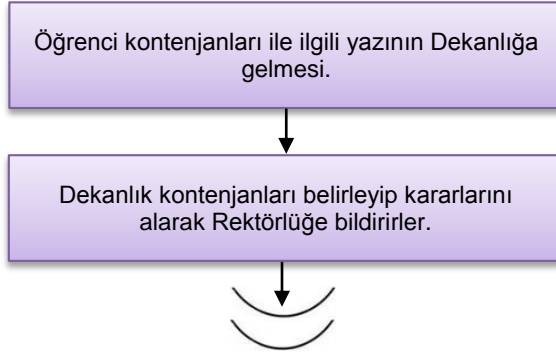 Öğrenci kontenjanları ile ilgili yazının Dekanlığa
gelmesi.
Dekanlık kontenjanları belirleyip kararlarını
alarak Rektörlüğe bildirirler.